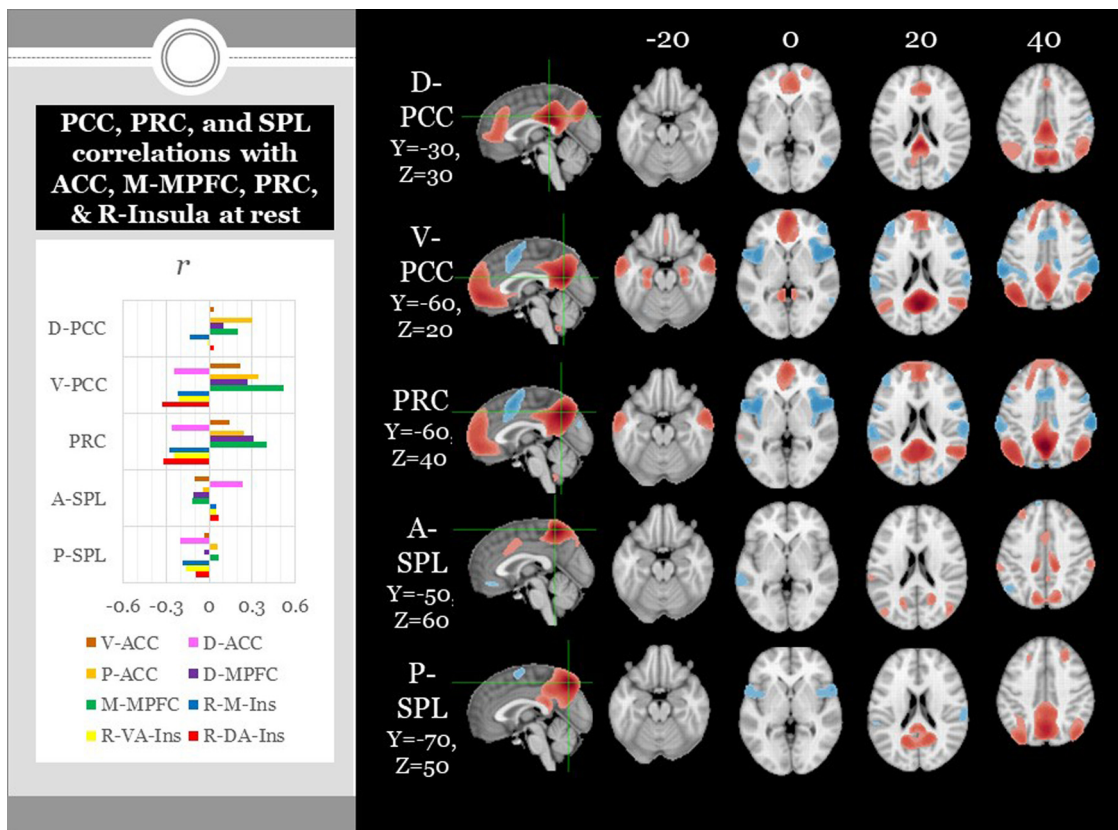 PCC, PRC, and SPL
correlations with
ACC, M-MPFC, PRC,
& R-Insula at rest
r
D-PCC
V-PCC
PRC
A-SPL
P-SPL
-0.6 -0.3 0 0.3 0.6
V-ACC D-ACC
P-ACC D-MPFC
M-MPFC R-M-Ins
R-VA-Ins R-DA-Ins
-20 0 20 40
D-
PCC
Y=-30,
Z=30
V-
PCC
Y=-60,
Z=20
PRC
Y=-60,
Z=40
A-
SPL
Y=-50,
Z=60
P-
SPL
Y=-70,
Z=50